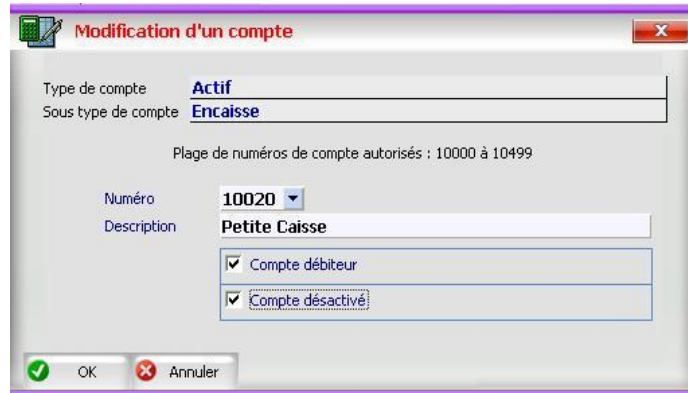 Modification d'un compte
X
Type de compte Actif
Sous type de compte Encaisse
Plage de numéros de compte autorisés : 10000 à 10499
Numéro 10020
Description Petite Caisse
Compte débiteur
Compte désactivé
OK Annuler